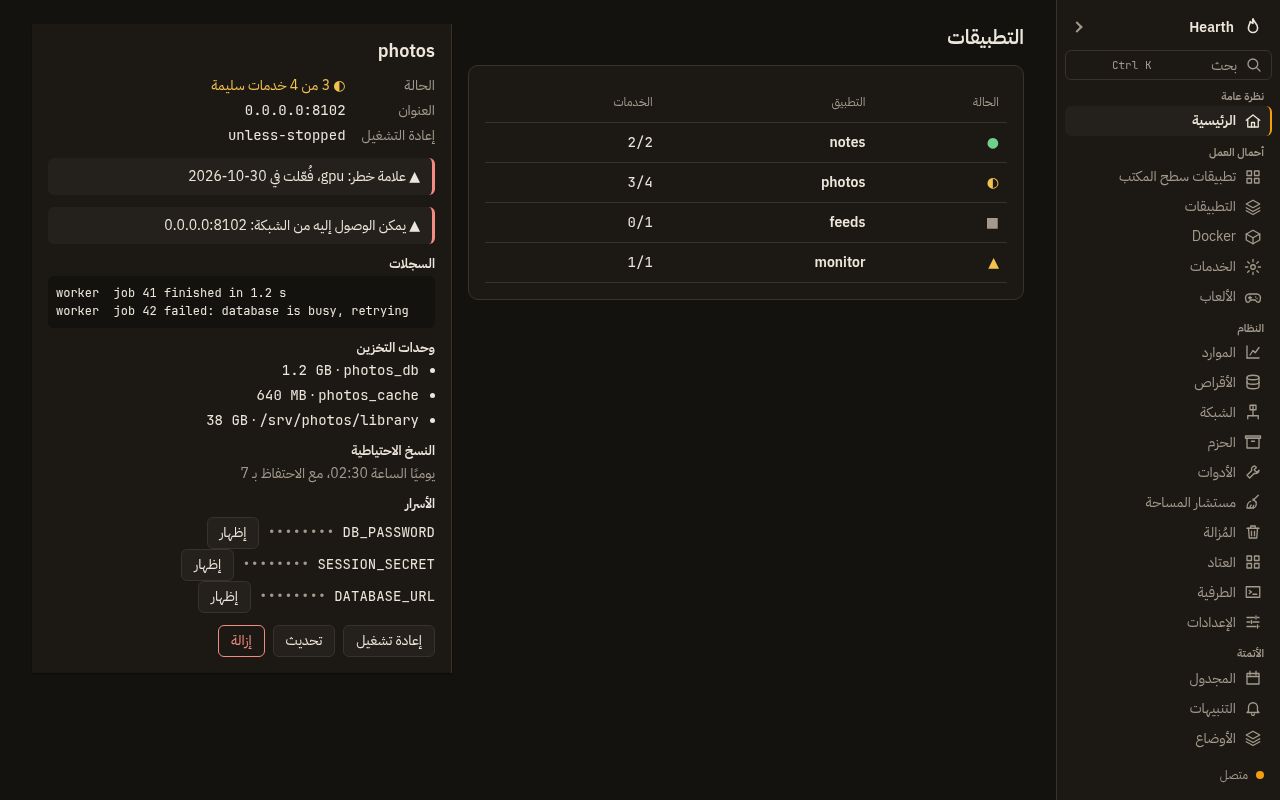 Hearth
بحث Ctrl K
نظرة عامة
الرئيسية
أحمال العمل
تطبيقات سطح المكتب
التطبيقات
Docker
الخدمات
الألعاب
النظام
الموارد
الأقراص
الشبكة
الحزم
الأدوات
مستشار المساحة
المُزالة
العتاد
الطرفية
الإعدادات
الأتمتة
المجدول
التنبيهات
الأوضاع
متصل
التطبيقات
الحالة التطبيق الخدمات
notes 2/2
photos 3/4
feeds 0/1
monitor 1/1
photos
الحالة 3 من 4 خدمات سليمة
العنوان 0.0.0.0:8102
إعادة التشغيل unless-stopped
علامة خطر: gpu، فُعّلت في 30-10-2026
يمكن الوصول إليه من الشبكة: 0.0.0.0:8102
السجلات
worker job 41 finished in 1.2 s
worker job 42 failed: database is busy, retrying
وحدات التخزين
photos_db · 1.2 GB
photos_cache · 640 MB
/srv/photos/library · 38 GB
النسخ الاحتياطية
يوميًا الساعة 02:30، مع الاحتفاظ بـ 7
الأسرار
DB_PASSWORD •••••••• إظهار
SESSION_SECRET •••••••• إظهار
DATABASE_URL •••••••• إظهار
إعادة تشغيل تحديث إزالة